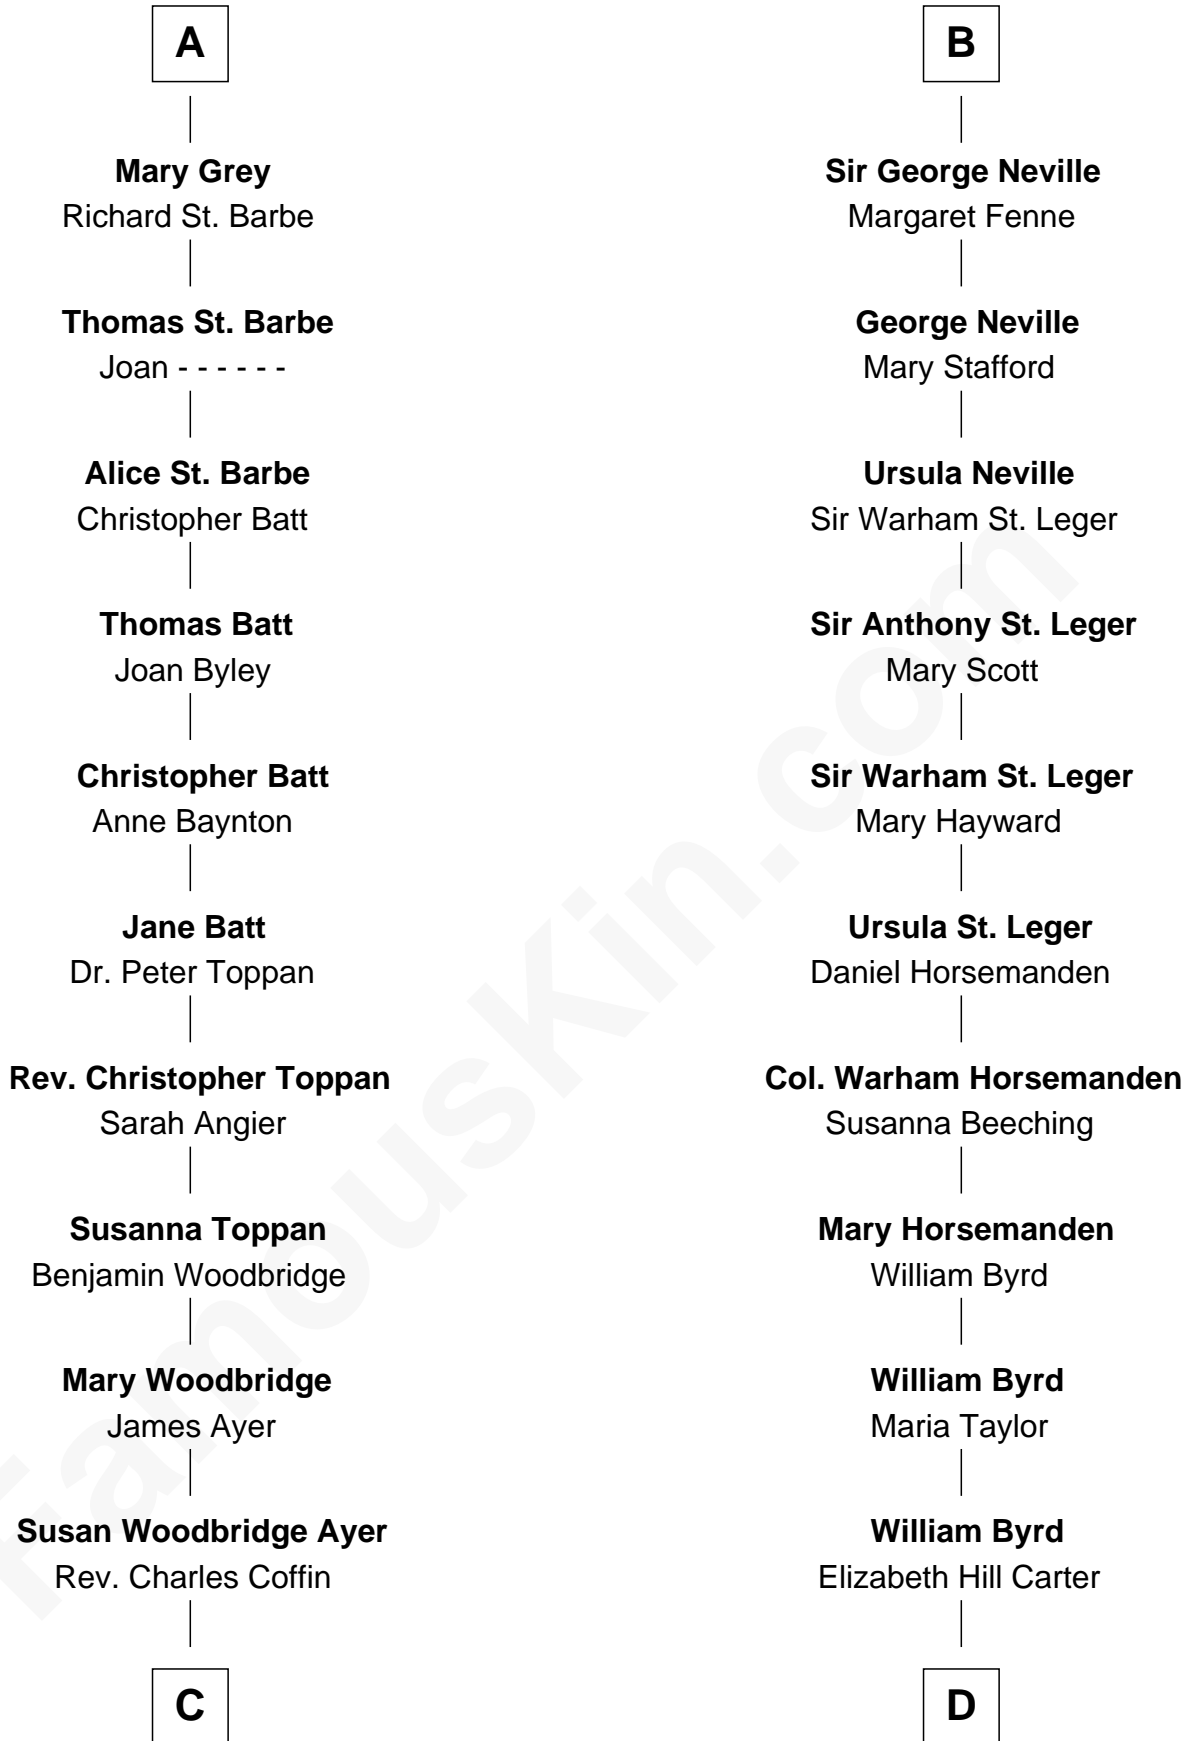 A
Mary Grey
Richard St. Barbe
Thomas St. Barbe
Joan - - - - - -
Alice St. Barbe
Christopher Batt
Thomas Batt
Joan Byley
Christopher Batt
Anne Baynton
Jane Batt
Dr. Peter Toppan
Rev. Christopher Toppan
Sarah Angier
Susanna Toppan
Benjamin Woodbridge
Mary Woodbridge
James Ayer
Susan Woodbridge Ayer
Rev. Charles Coffin
C
B
Sir George Neville
Margaret Fenne
George Neville
Mary Stafford
Ursula Neville
Sir Warham St. Leger
Sir Anthony St. Leger
Mary Scott
Sir Warham St. Leger
Mary Hayward
Ursula St. Leger
Daniel Horsemanden
Col. Warham Horsemanden
Susanna Beeching
Mary Horsemanden
William Byrd
William Byrd
Maria Taylor
William Byrd
Elizabeth Hill Carter
D
FamousKin.com